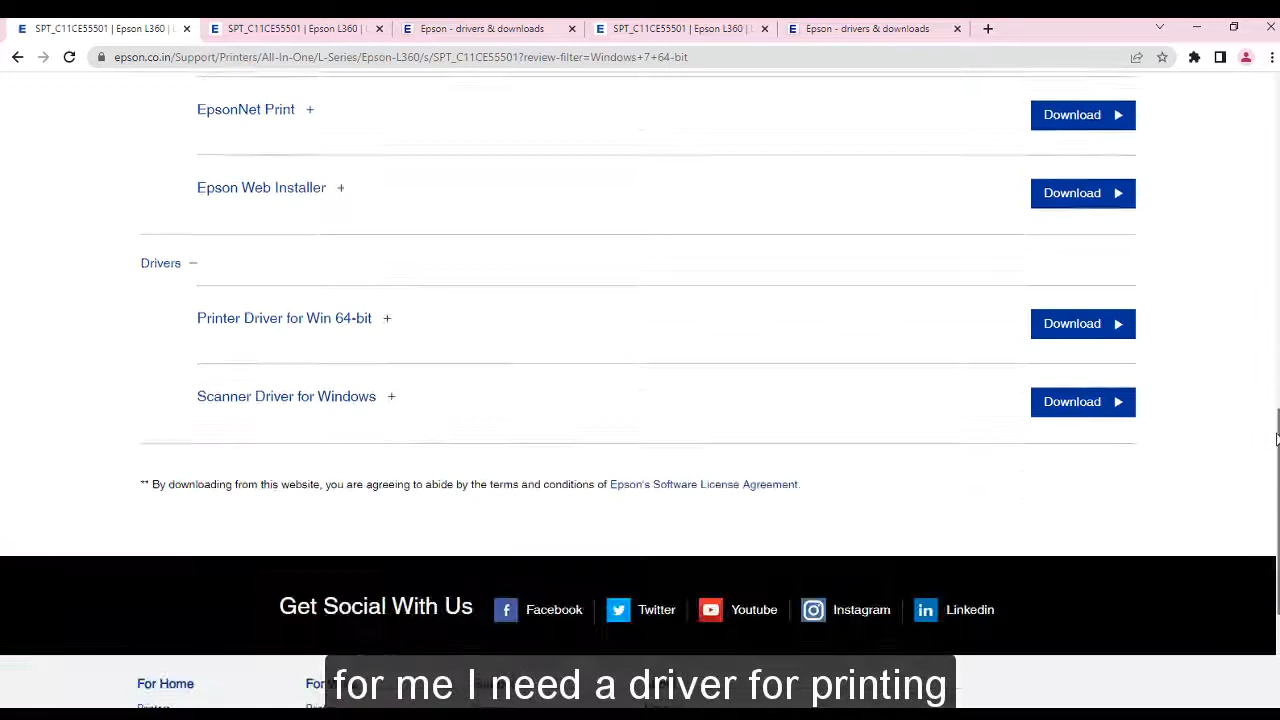 SPT_C11CE55501 | Epson L360 |
SPT_C11CE55501 | Epson L360 |
Epson - drivers & downloads
SPT_C11CE55501 | Epson L360 |
Epson - drivers & downloads
epson.co.in/Support/Printers/All-In-One/L-Series/Epson-L360/s/SPT_C11CE55501?review-filter=Windows+7+64-bit
EpsonNet Print +
Download
Epson Web Installer +
Download
Drivers −
Printer Driver for Win 64-bit +
Download
Scanner Driver for Windows +
Download
** By downloading from this website, you are agreeing to abide by the terms and conditions of Epson's Software License Agreement.
Get Social With Us
Facebook
Twitter
Youtube
Instagram
Linkedin
For Home
for me I need a driver for printing